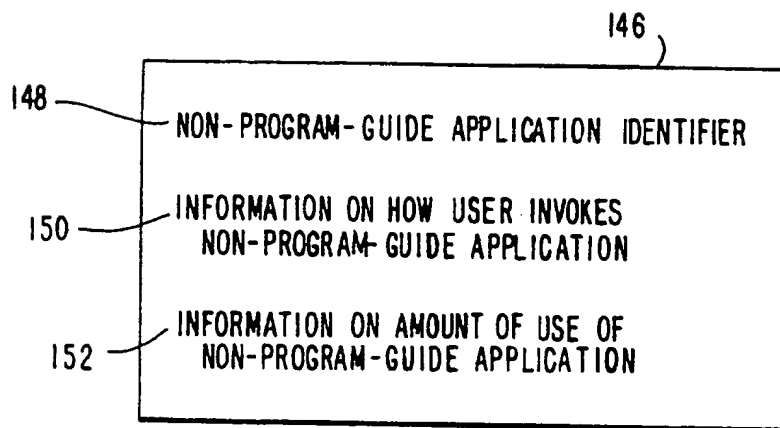 146
148
NON-PROGRAM-GUIDE APPLICATION IDENTIFIER
150
INFORMATION ON HOW USER INVOKES
NON-PROGRAM-GUIDE APPLICATION
152
INFORMATION ON AMOUNT OF USE OF
NON-PROGRAM-GUIDE APPLICATION